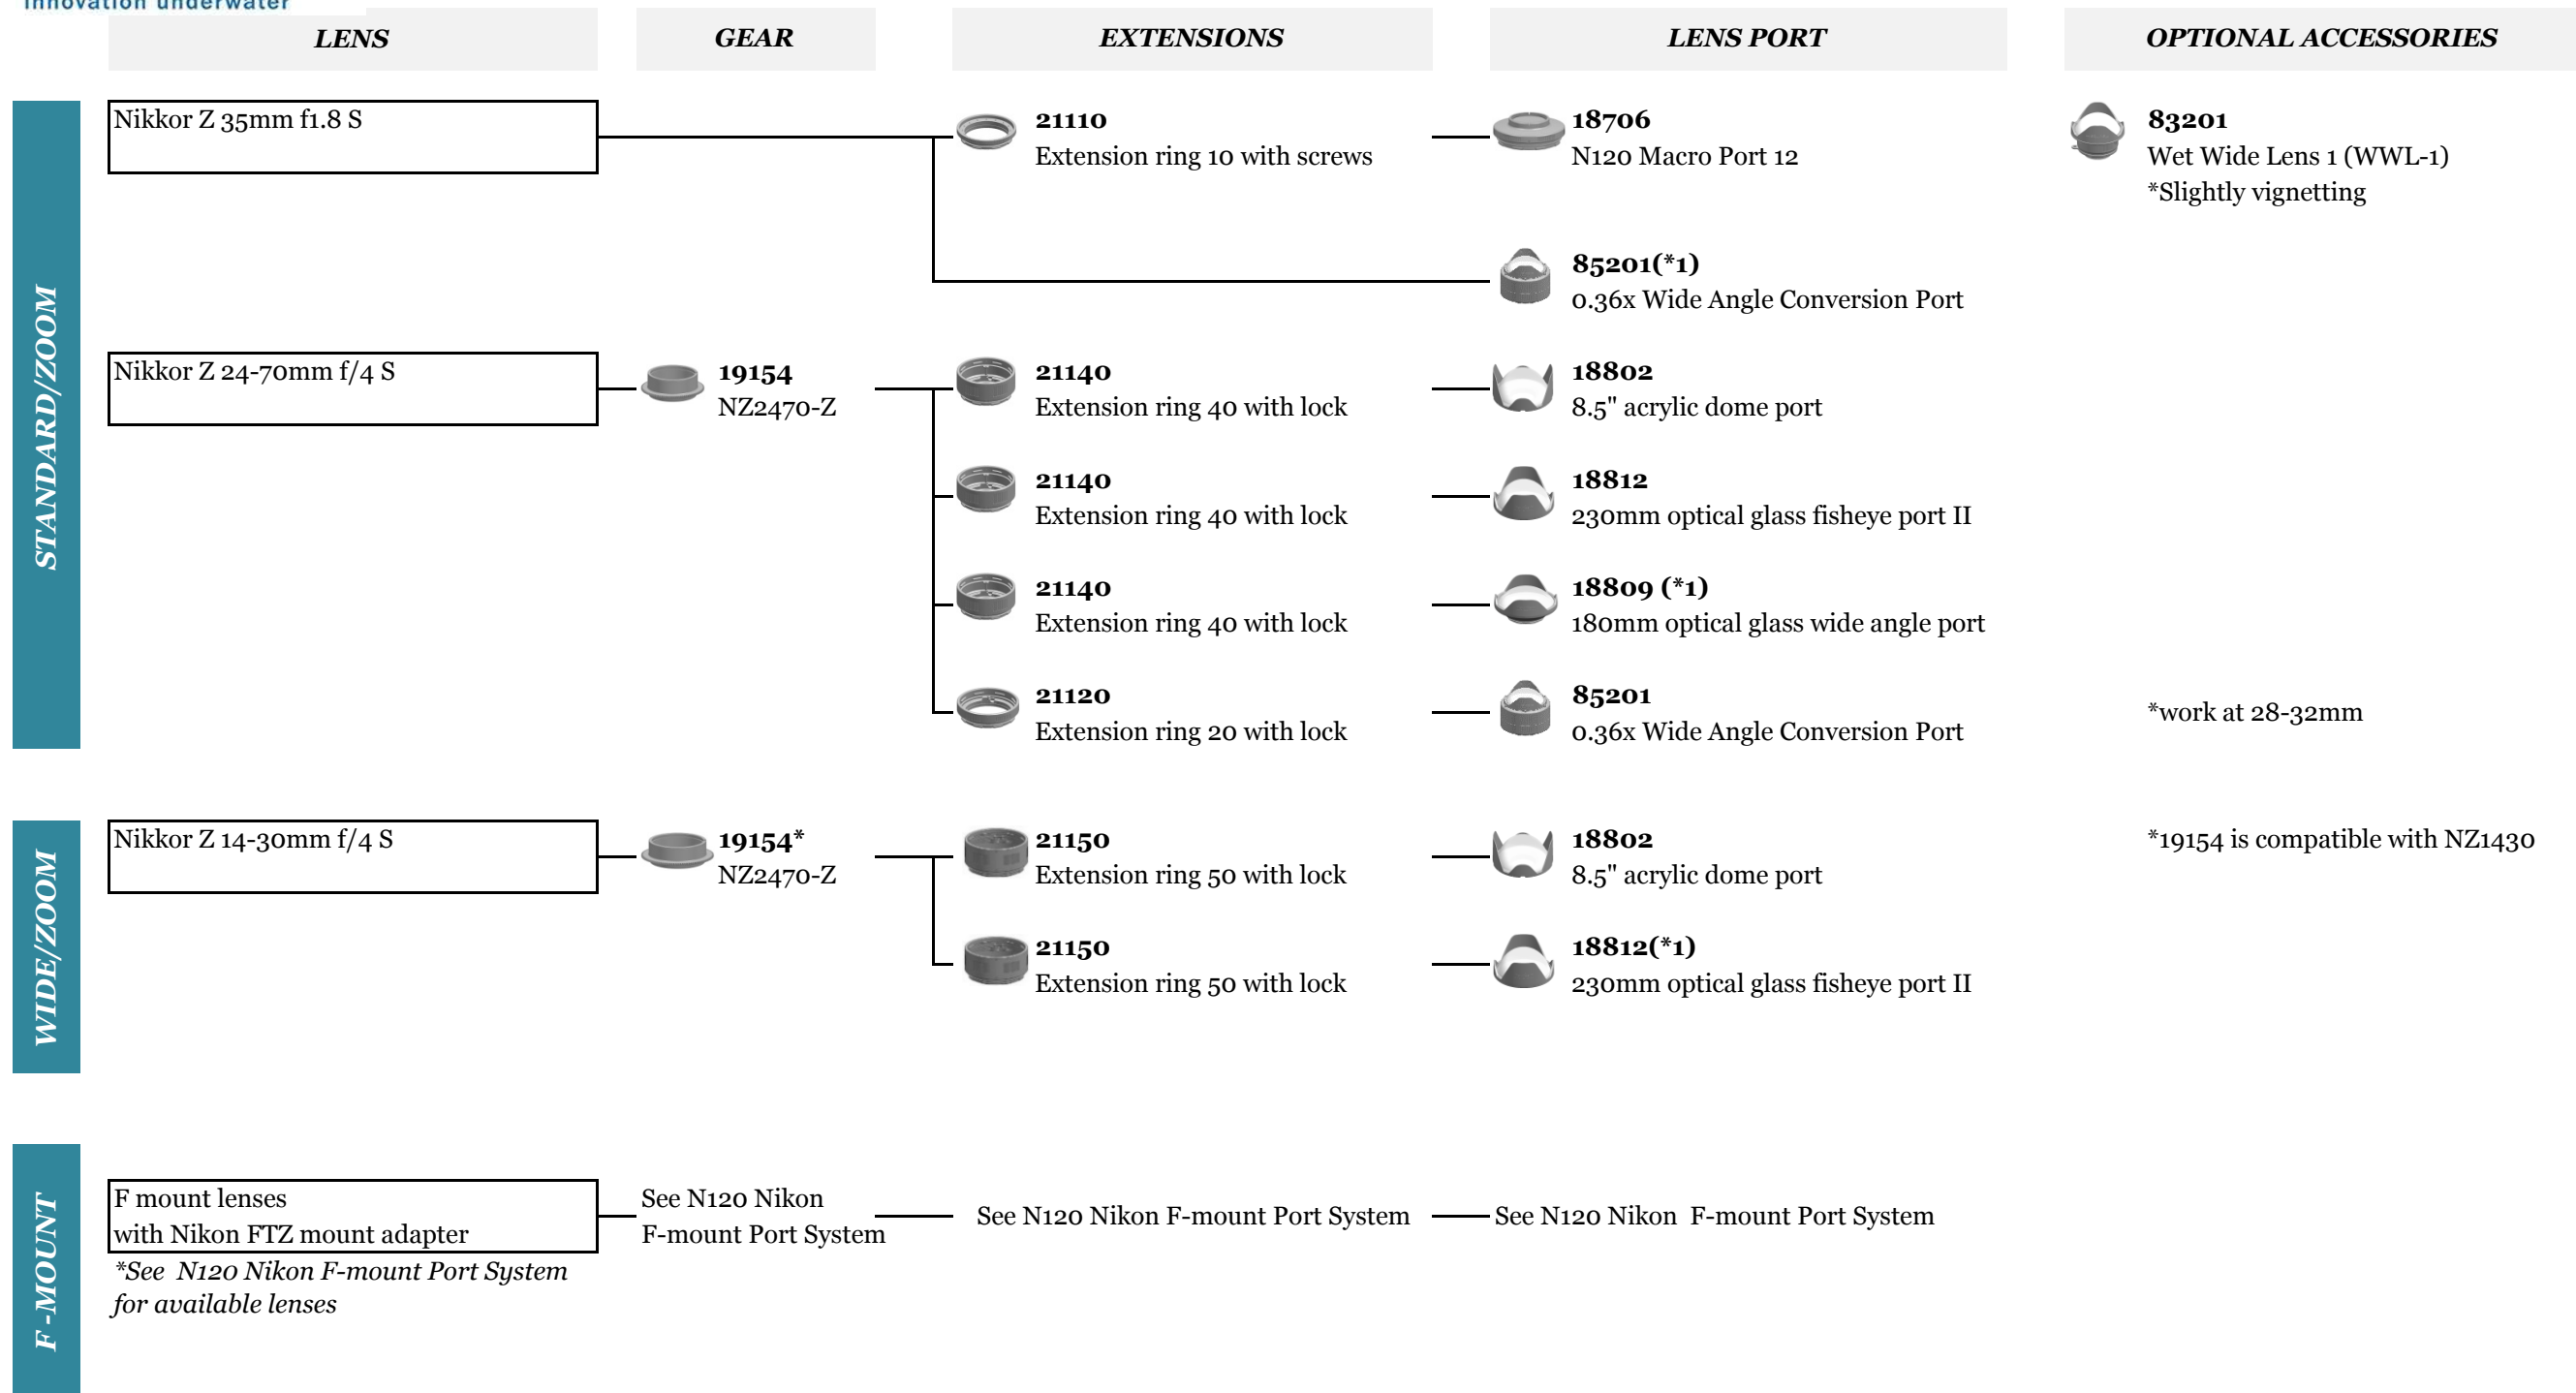 innovation underwater
LENS
GEAR
EXTENSIONS
LENS PORT
OPTIONAL ACCESSORIES
STANDARD/ZOOM
Nikkor Z 35mm f1.8 S
21110
Extension ring 10 with screws
18706
N120 Macro Port 12
83201
Wet Wide Lens 1 (WWL-1)
*Slightly vignetting
85201(*1)
0.36x Wide Angle Conversion Port
Nikkor Z 24-70mm f/4 S
19154
NZ2470-Z
21140
Extension ring 40 with lock
18802
8.5" acrylic dome port
21140
Extension ring 40 with lock
18812
230mm optical glass fisheye port II
21140
Extension ring 40 with lock
18809 (*1)
180mm optical glass wide angle port
21120
Extension ring 20 with lock
85201
0.36x Wide Angle Conversion Port
*work at 28-32mm
WIDE/ZOOM
Nikkor Z 14-30mm f/4 S
19154*
NZ2470-Z
21150
Extension ring 50 with lock
18802
8.5" acrylic dome port
*19154 is compatible with NZ1430
21150
Extension ring 50 with lock
18812(*1)
230mm optical glass fisheye port II
F -MOUNT
F mount lenses
with Nikon FTZ mount adapter
*See N120 Nikon F-mount Port System
for available lenses
See N120 Nikon
F-mount Port System
See N120 Nikon F-mount Port System
See N120 Nikon F-mount Port System